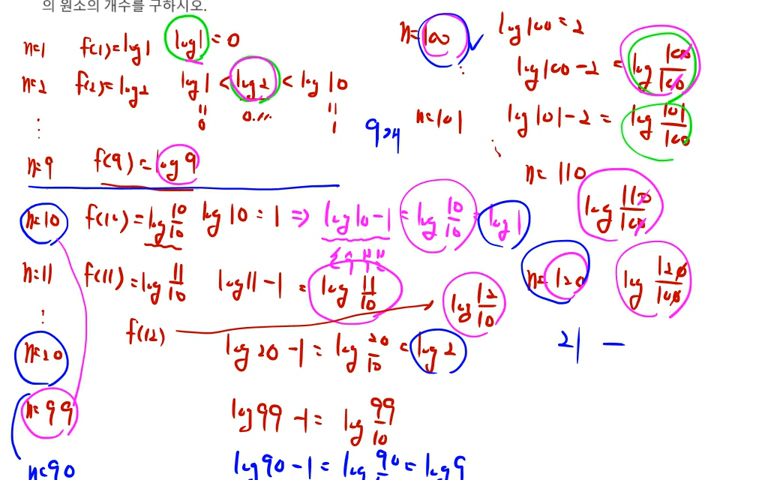 의 원소의 개수를 구하시오.
n=1 f(1)=log1 log1 = 0
n=2 f(2)=log2 log1 < log2 < log10
0 0.... 1
n=9 f(9)=log9
n=10 f(10)=log 10/10 log10=1 ⇒ log10-1 = log 10/10 = log1
n=11 f(11)=log 11/10 log11-1 = log 11/10
f(12) log 12/10
n=20 log20-1 = log 20/10 = log2
n=99 log99-1 = log 99/10
n=90 log90-1 = log 90/ = log9
n=100 log100=2
log100-2 = log 100/100
924 n=101 log101-2 = log 101/100
n=110 log 110/100
n=120 log 120/100
21 —